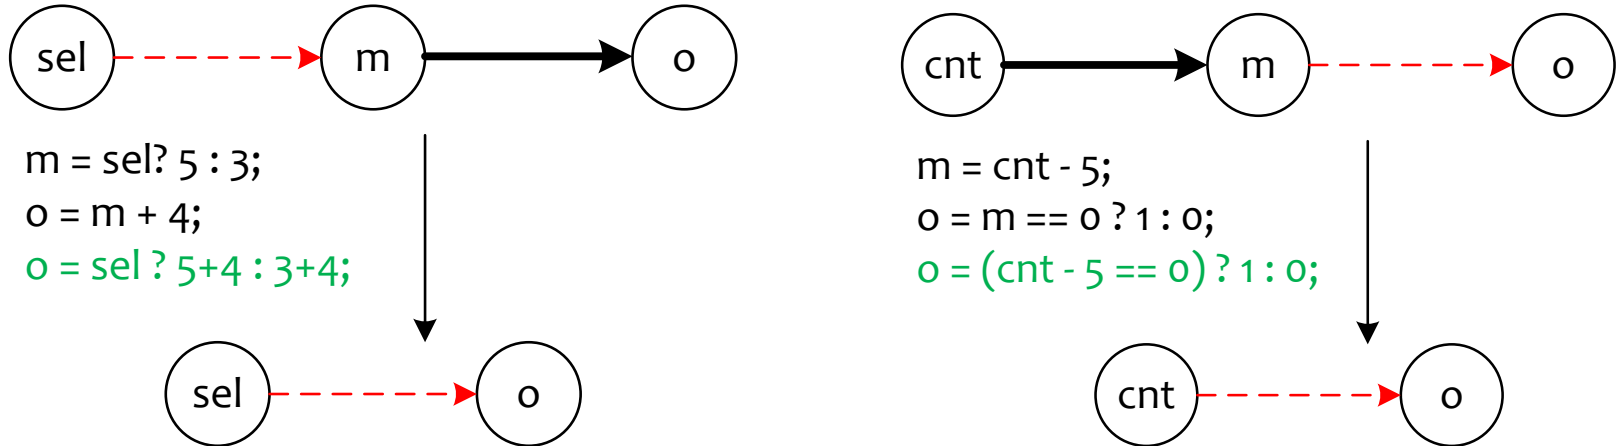 sel m o
m = sel? 5 : 3;
o = m + 4;
o = sel ? 5+4 : 3+4;
sel o
cnt m o
m = cnt - 5;
o = m == 0 ? 1 : 0;
o = (cnt - 5 == 0) ? 1 : 0;
cnt o